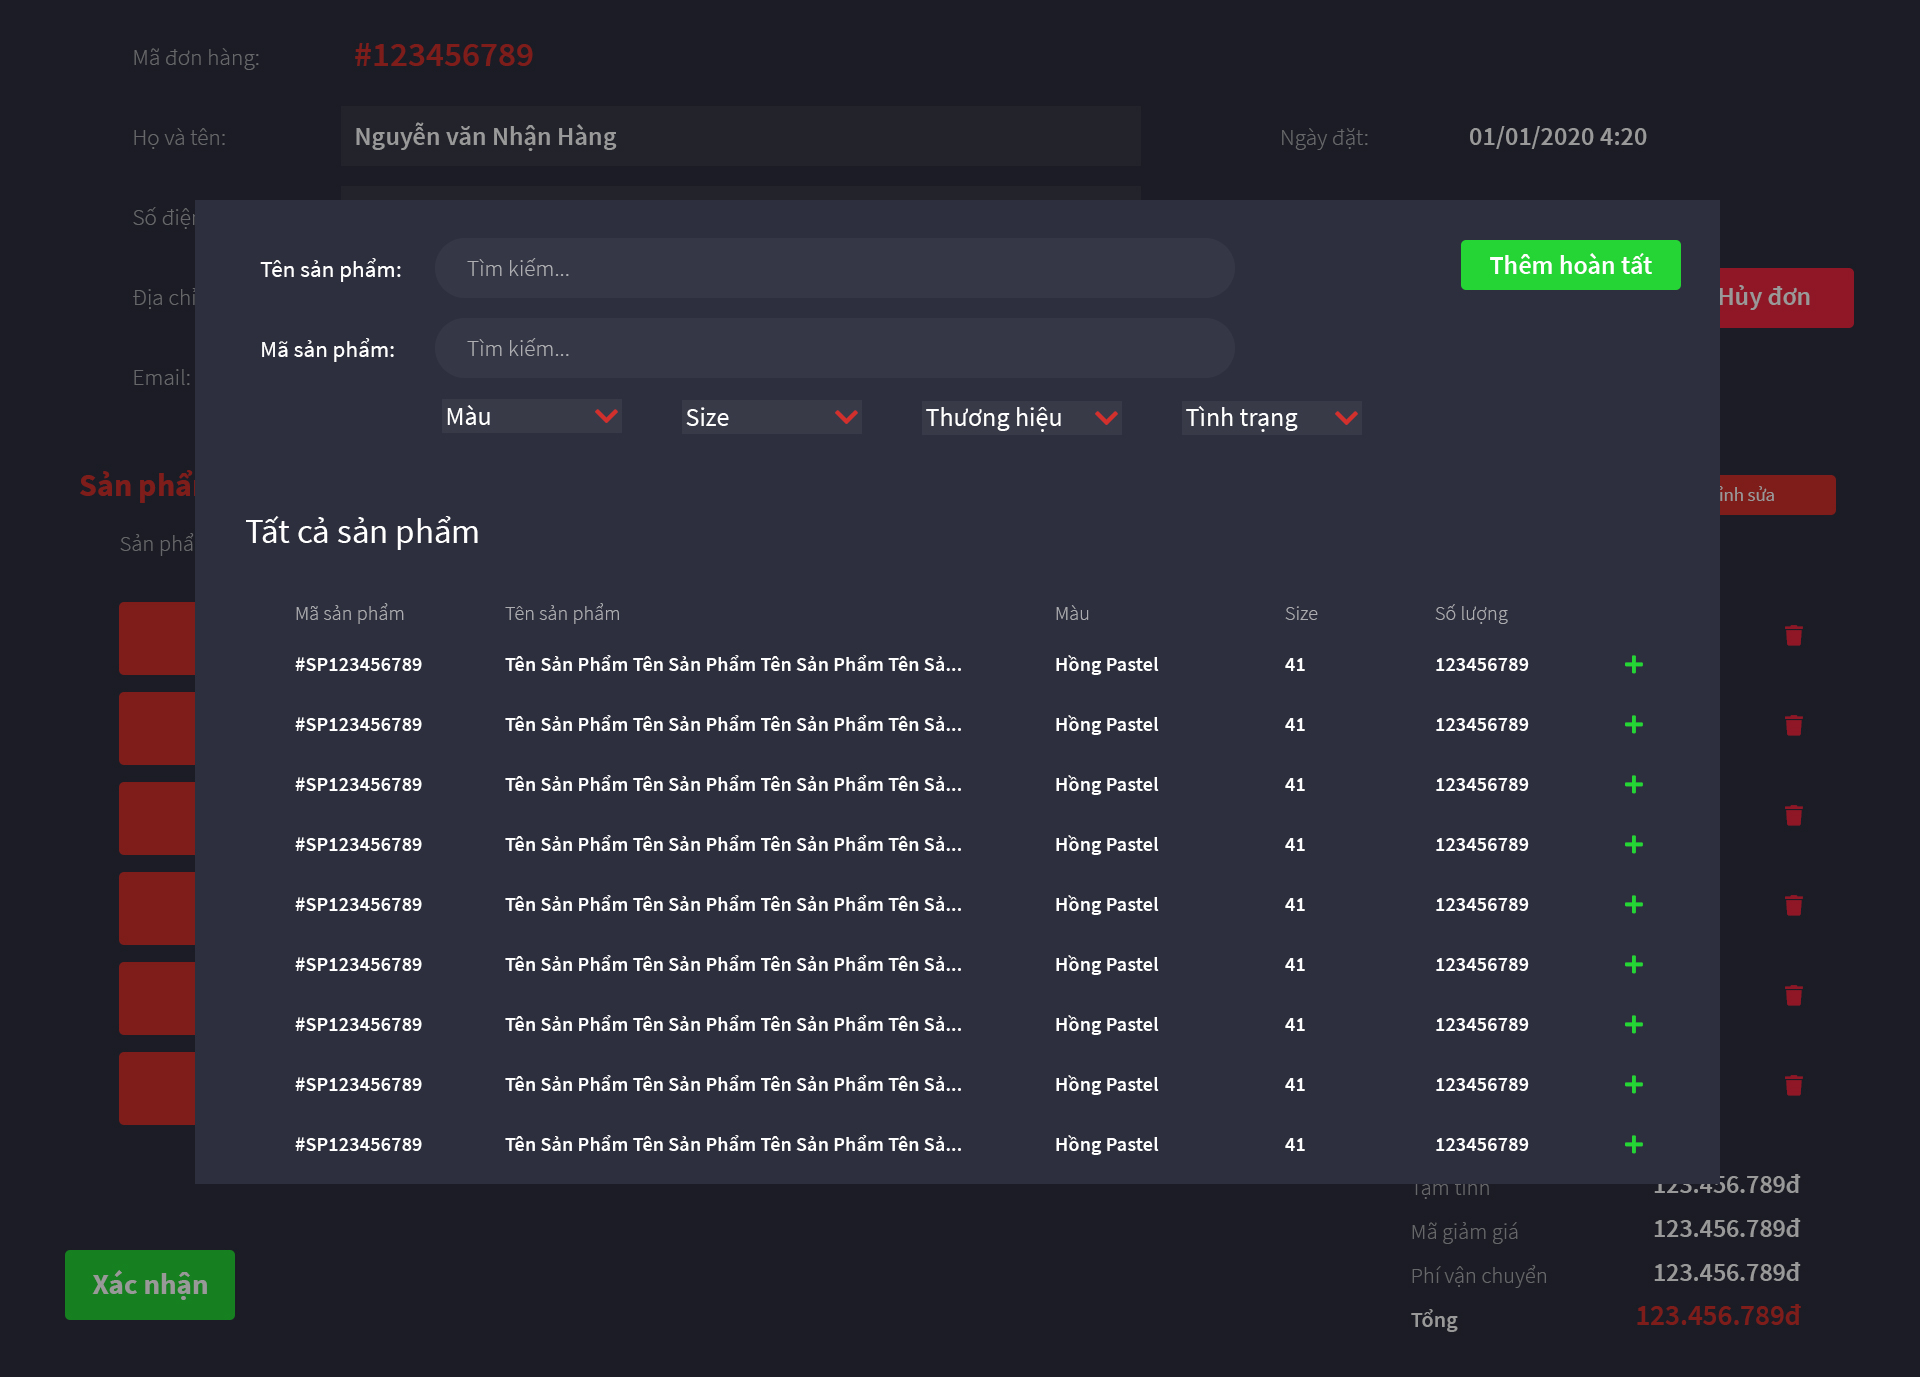 Mã đơn hàng: #123456789
Họ và tên: Nguyễn văn Nhận Hàng Ngày đặt: 01/01/2020 4:20
Số
Tên sản phẩm: Tìm kiếm... Thêm hoàn tất
Địa chỉ Hủy đơn
Mã sản phẩm: Tìm kiếm...
Email:
Màu Size Thương hiệu Tình trạng
Sản sửa
Tất cả sản phẩm
Sản
Mã sản phẩm Tên sản phẩm Màu Size Số lượng
#SP123456789 Tên Sản Phẩm Tên Sản Phẩm Tên Sản Phẩm Tên Sả... Hồng Pastel 41 123456789
#SP123456789 Tên Sản Phẩm Tên Sản Phẩm Tên Sản Phẩm Tên Sả... Hồng Pastel 41 123456789
#SP123456789 Tên Sản Phẩm Tên Sản Phẩm Tên Sản Phẩm Tên Sả... Hồng Pastel 41 123456789
#SP123456789 Tên Sản Phẩm Tên Sản Phẩm Tên Sản Phẩm Tên Sả... Hồng Pastel 41 123456789
#SP123456789 Tên Sản Phẩm Tên Sản Phẩm Tên Sản Phẩm Tên Sả... Hồng Pastel 41 123456789
#SP123456789 Tên Sản Phẩm Tên Sản Phẩm Tên Sản Phẩm Tên Sả... Hồng Pastel 41 123456789
#SP123456789 Tên Sản Phẩm Tên Sản Phẩm Tên Sản Phẩm Tên Sả... Hồng Pastel 41 123456789
#SP123456789 Tên Sản Phẩm Tên Sản Phẩm Tên Sản Phẩm Tên Sả... Hồng Pastel 41 123456789
#SP123456789 Tên Sản Phẩm Tên Sản Phẩm Tên Sản Phẩm Tên Sả... Hồng Pastel 41 123456789
123.456.789đ
Mã giảm giá 123.456.789đ
Phí vận chuyển 123.456.789đ
Tổng 123.456.789đ
Xác nhận